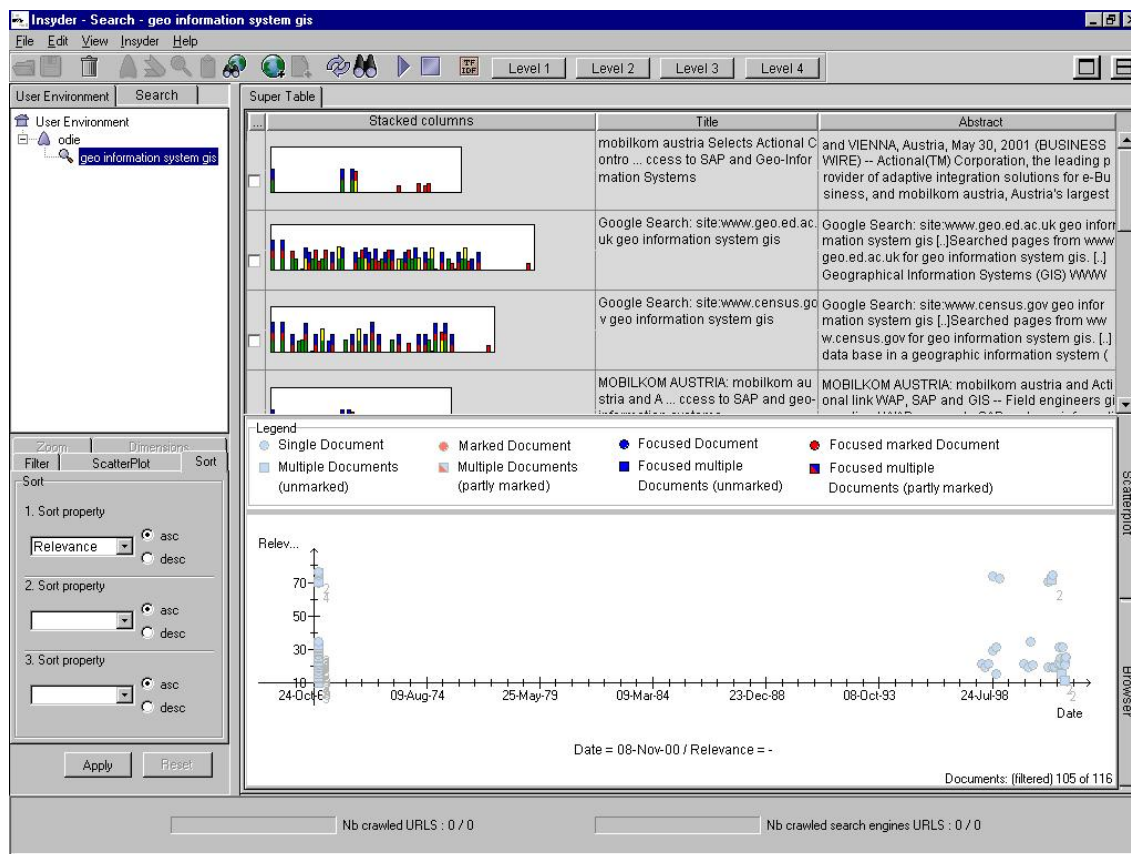 Insyder - Search - geo information system gis
File Edit View Insyder Help
TF IDF
Level 1 Level 2 Level 3 Level 4
User Environment Search
User Environment
odie
geo information system gis
Super Table
... Stacked columns Title Abstract
mobilkom austria Selects Actional C
ontro ... ccess to SAP and Geo-Infor
mation Systems
and VIENNA, Austria, May 30, 2001 (BUSINESS
WIRE) -- Actional(TM) Corporation, the leading p
rovider of adaptive integration solutions for e-Bu
siness, and mobilkom austria, Austria's largest
Google Search: site:www.geo.ed.ac.
uk geo information system gis
Google Search: site:www.geo.ed.ac.uk geo infor
mation system gis [..]Searched pages from www
geo.ed.ac.uk for geo information system gis. [..]
Geographical Information Systems (GIS) WWW
Google Search: site:www.census.go
v geo information system gis
Google Search: site:www.census.gov geo infor
mation system gis [..]Searched pages from ww
w.census.gov for geo information system gis. [..]
data base in a geographic information system (
MOBILKOM AUSTRIA: mobilkom au
stria and A ... ccess to SAP and geo-
MOBILKOM AUSTRIA: mobilkom austria and Acti
onal link WAP, SAP and GIS -- Field engineers gi
Zoom Dimensions
Filter ScatterPlot Sort
Sort
1. Sort property
Relevance
asc
desc
2. Sort property
asc
desc
3. Sort property
asc
desc
Apply Reset
Legend
Single Document Marked Document Focused Document Focused marked Document
Multiple Documents Multiple Documents Focused multiple Focused multiple
(unmarked) (partly marked) Documents (unmarked) Documents (partly marked)
Scatterplot
Browser
Relev...
70
2
4
2
50
30
10
24-Oct-6 09-Aug-74 25-May-79 09-Mar-84 23-Dec-88 08-Oct-93 24-Jul-98
2
Date
Date = 08-Nov-00 / Relevance = -
Documents: (filtered) 105 of 116
Nb crawled URLS : 0 / 0 Nb crawled search engines URLS : 0 / 0